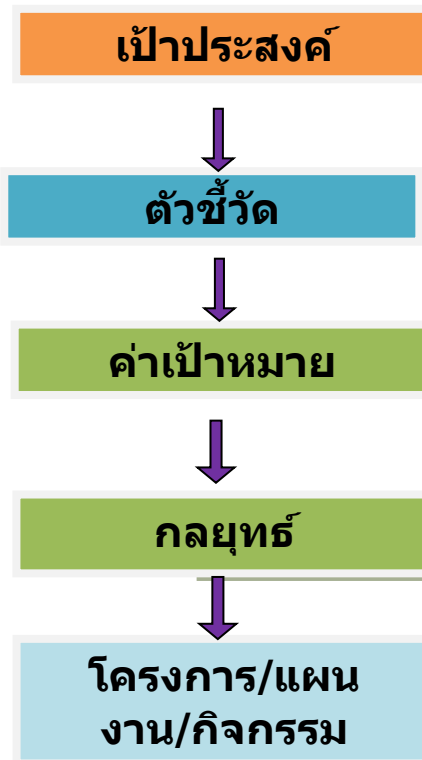 เป้าประสงค์
ตัวชี้วัด
ค่าเป้าหมาย
กลยุทธ์
โครงการ/แผน
งาน/กิจกรรม